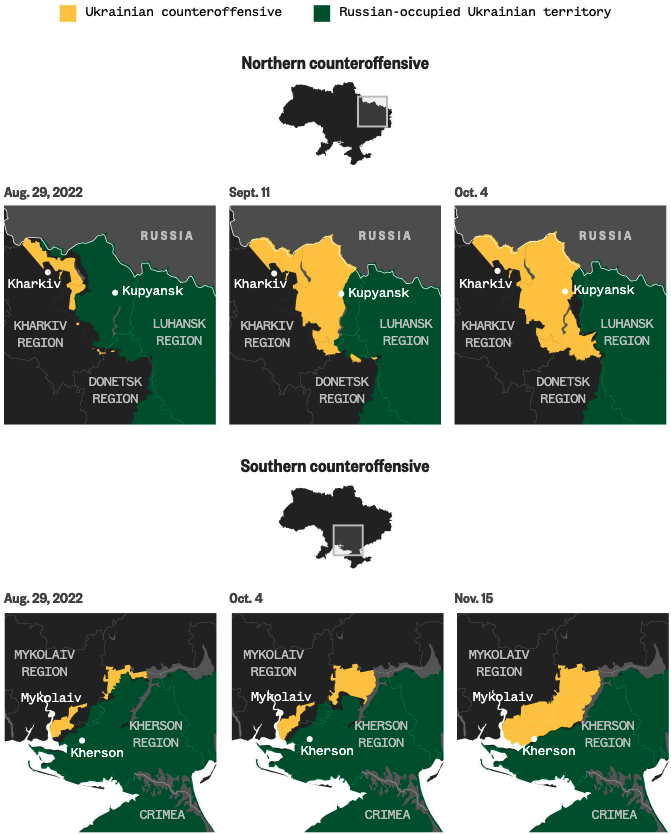 Ukrainian counteroffensive
Russian-occupied Ukrainian territory
Northern counteroffensive
Aug. 29, 2022
Sept. 11
Oct. 4
RUSSIA
Kharkiv
Kupyansk
KHARKIV
REGION
LUHANSK
REGION
DONETSK
REGION
RUSSIA
Kharkiv
Kupyansk
KHARKIV
REGION
LUHANSK
REGION
DONETSK
REGION
RUSSIA
Kharkiv
Kupyansk
KHARKIV
REGION
LUHANSK
REGION
DONETSK
REGION
Southern counteroffensive
Aug. 29, 2022
Oct. 4
Nov. 15
MYKOLAIV
REGION
Mykolaiv
KHERSON
REGION
Kherson
CRIMEA
MYKOLAIV
REGION
Mykolaiv
KHERSON
REGION
Kherson
CRIMEA
MYKOLAIV
REGION
Mykolaiv
KHERSON
REGION
Kherson
CRIMEA